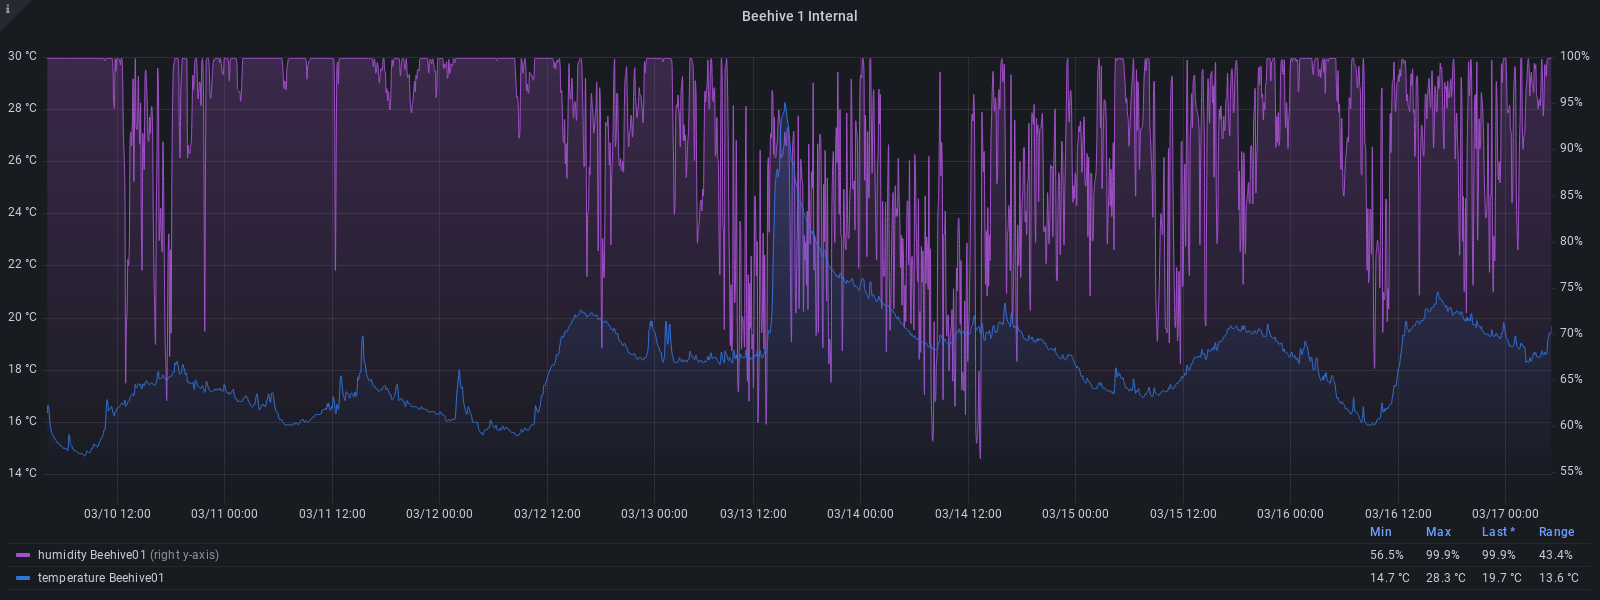 i
Beehive 1 Internal
30 °C 100%
28 °C 95%
26 °C 90%
24 °C 85%
22 °C 80%
20 °C 75%
18 °C 70%
16 °C 65%
14 °C 60%
55%
03/10 12:00 03/11 00:00 03/11 12:00 03/12 00:00 03/12 12:00 03/13 00:00 03/13 12:00 03/14 00:00 03/14 12:00 03/15 00:00 03/15 12:00 03/16 00:00 03/16 12:00 03/17 00:00
Min Max Last * Range
humidity Beehive01 (right y-axis) 56.5% 99.9% 99.9% 43.4%
temperature Beehive01 14.7 °C 28.3 °C 19.7 °C 13.6 °C